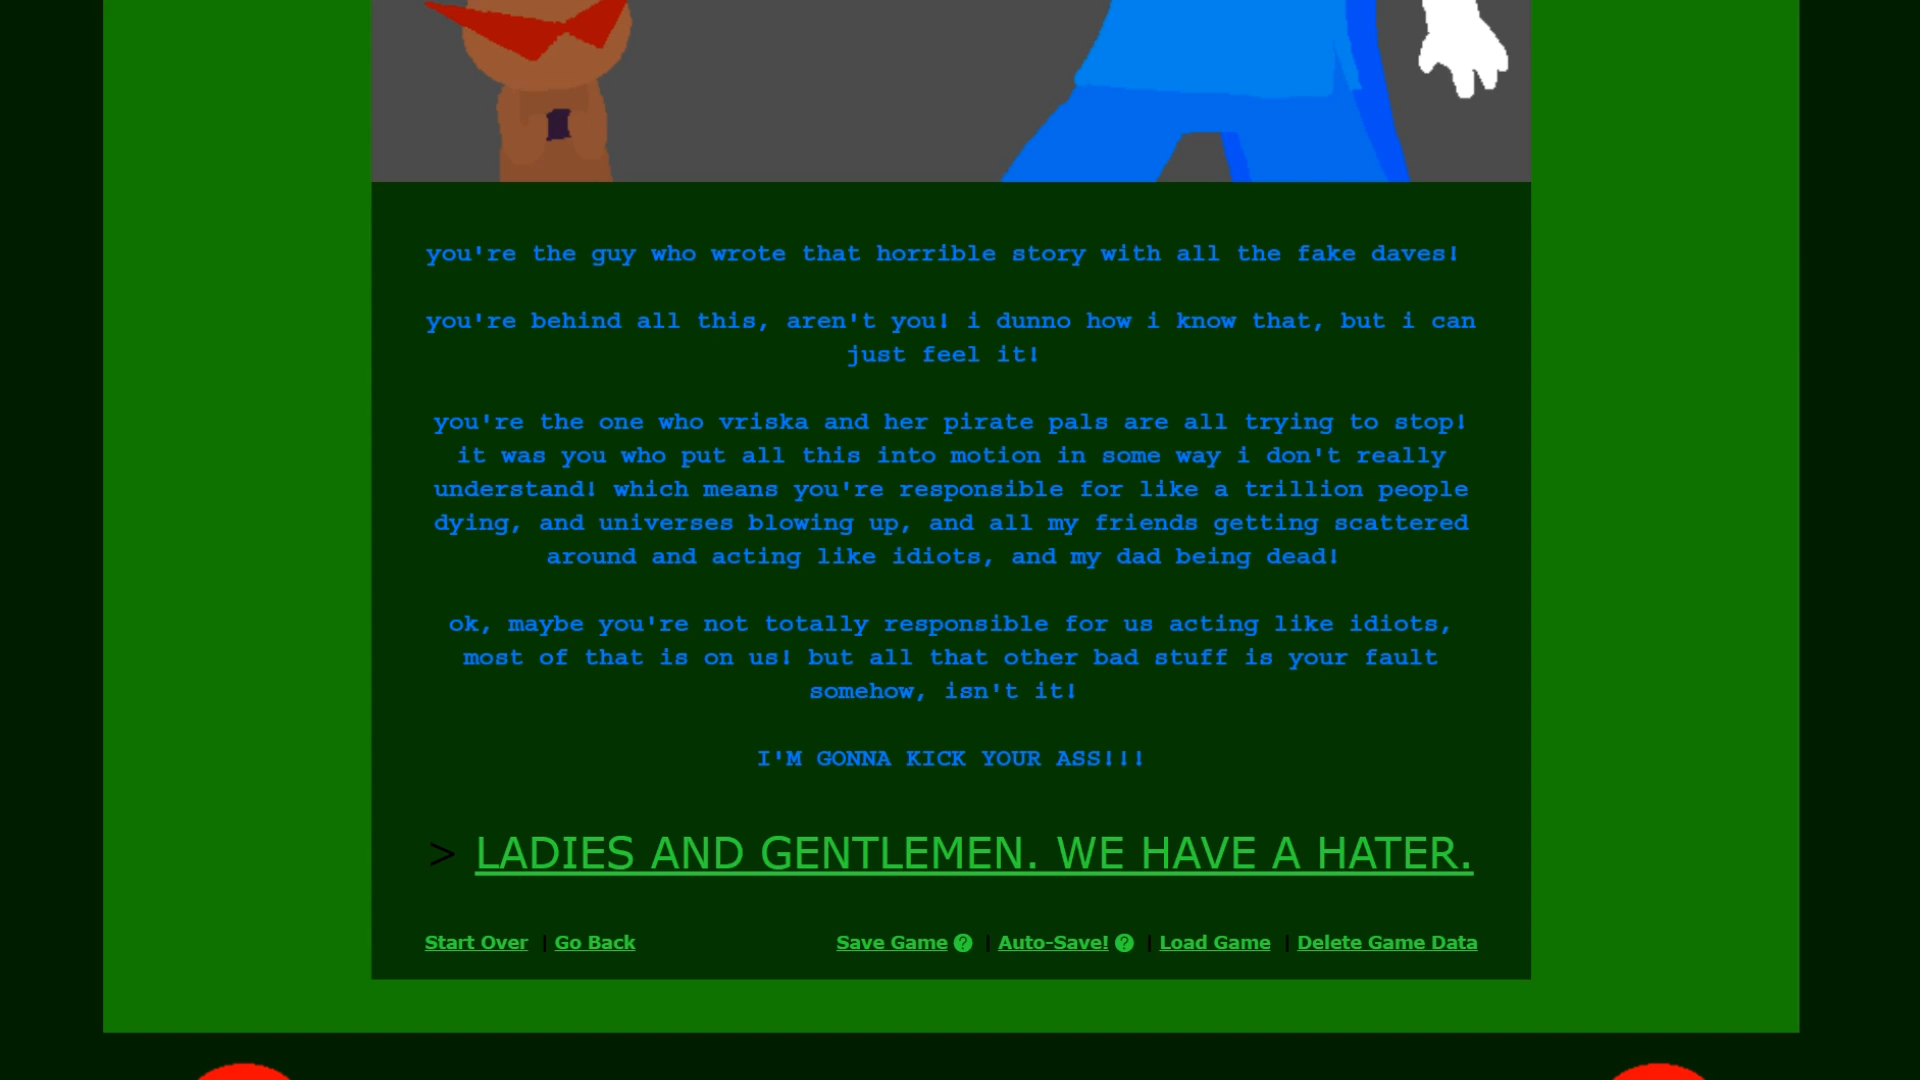 you're the guy who wrote that horrible story with all the fake daves!
you're behind all this, aren't you! i dunno how i know that, but i can
just feel it!
you're the one who vriska and her pirate pals are all trying to stop!
it was you who put all this into motion in some way i don't really
understand! which means you're responsible for like a trillion people
dying, and universes blowing up, and all my friends getting scattered
around and acting like idiots, and my dad being dead!
ok, maybe you're not totally responsible for us acting like idiots,
most of that is on us! but all that other bad stuff is your fault
somehow, isn't it!
I'M GONNA KICK YOUR ASS!!!
> LADIES AND GENTLEMEN. WE HAVE A HATER.
Start Over | Go Back Save Game ? | Auto-Save! ? | Load Game | Delete Game Data